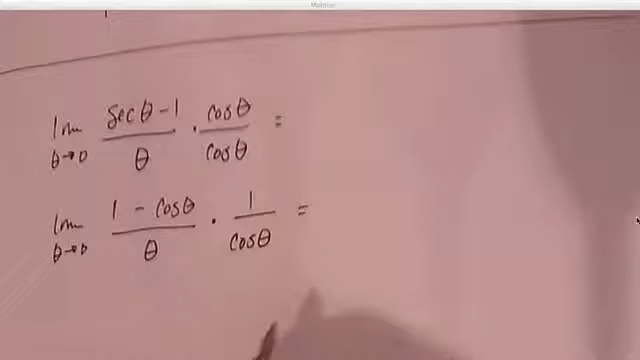 lim θ→0 (secθ - 1)/θ · cosθ/cosθ =
lim θ→0 (1 - cosθ)/θ · 1/cosθ =